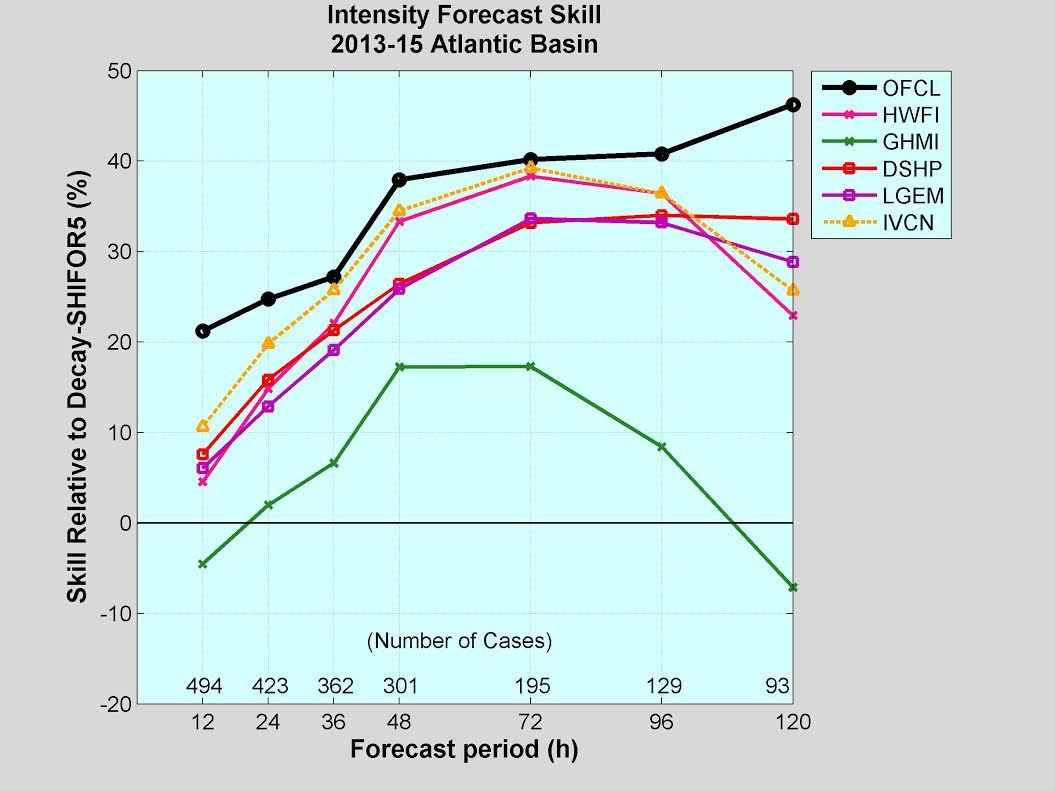 Intensity Forecast Skill
2013-15 Atlantic Basin
50
40
30
20
10
0
-10
-20
Skill Relative to Decay-SHIFOR5 (%)
OFCL
HWFI
GHMI
DSHP
LGEM
IVCN
(Number of Cases)
494 423 362 301 195 129 93
12 24 36 48 72 96 120
Forecast period (h)